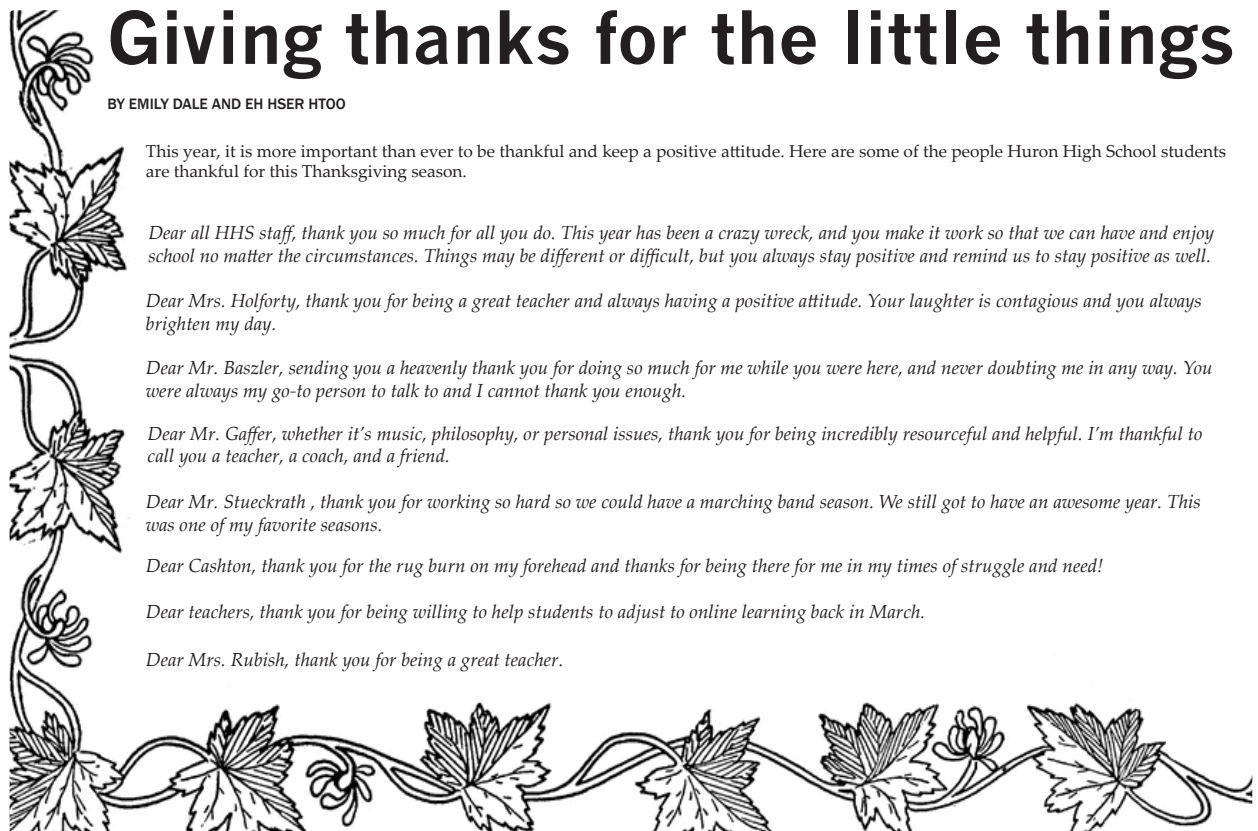 Giving thanks for the little things
BY EMILY DALE AND EH HSER HTOO
This year, it is more important than ever to be thankful and keep a positive attitude. Here are some of the people Huron High School students
are thankful for this Thanksgiving season.
Dear all HHS staff, thank you so much for all you do. This year has been a crazy wreck, and you make it work so that we can have and enjoy
school no matter the circumstances. Things may be different or difficult, but you always stay positive and remind us to stay positive as well.
Dear Mrs. Holforty, thank you for being a great teacher and always having a positive attitude. Your laughter is contagious and you always
brighten my day.
Dear Mr. Baszler, sending you a heavenly thank you for doing so much for me while you were here, and never doubting me in any way. You
were always my go-to person to talk to and I cannot thank you enough.
Dear Mr. Gaffer, whether it's music, philosophy, or personal issues, thank you for being incredibly resourceful and helpful. I'm thankful to
call you a teacher, a coach, and a friend.
Dear Mr. Stueckrath , thank you for working so hard so we could have a marching band season. We still got to have an awesome year. This
was one of my favorite seasons.
Dear Cashton, thank you for the rug burn on my forehead and thanks for being there for me in my times of struggle and need!
Dear teachers, thank you for being willing to help students to adjust to online learning back in March.
Dear Mrs. Rubish, thank you for being a great teacher.